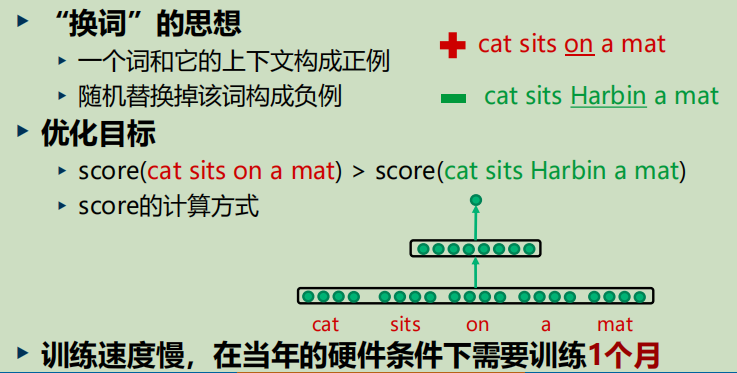 “换词”的思想
一个词和它的上下文构成正例
随机替换掉该词构成负例
+ cat sits on a mat
- cat sits Harbin a mat
优化目标
score(cat sits on a mat) > score(cat sits Harbin a mat)
score的计算方式
cat sits on a mat
训练速度慢，在当年的硬件条件下需要训练1个月